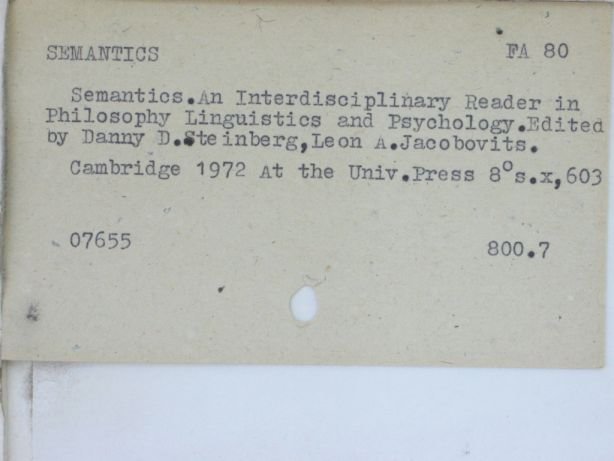 SEMANTICS FA 80
Semantics.An Interdisciplinary Reader in
Philosophy Linguistics and Psychology.Edited
by Danny D.Steinberg,Leon A.Jacobovits.
Cambridge 1972 At the Univ.Press 8°s.x,603
07655 800.7